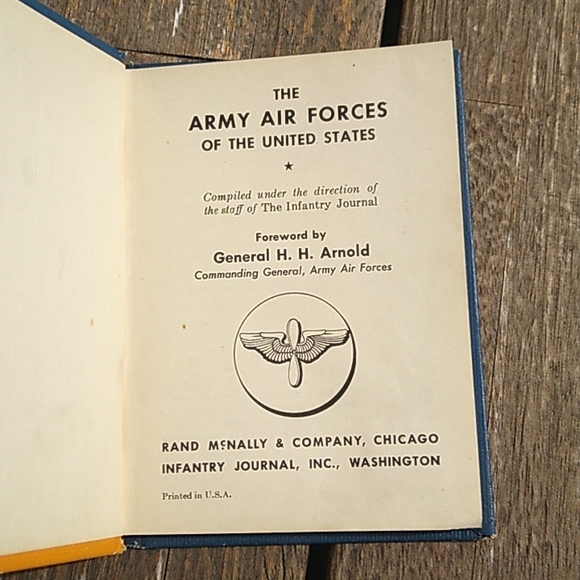 THE
ARMY AIR FORCES
OF THE UNITED STATES
★
Compiled under the direction of
the staff of The Infantry Journal
Foreword by
General H. H. Arnold
Commanding General, Army Air Forces
RAND McNALLY & COMPANY, CHICAGO
INFANTRY JOURNAL, INC., WASHINGTON
Printed in U.S.A.